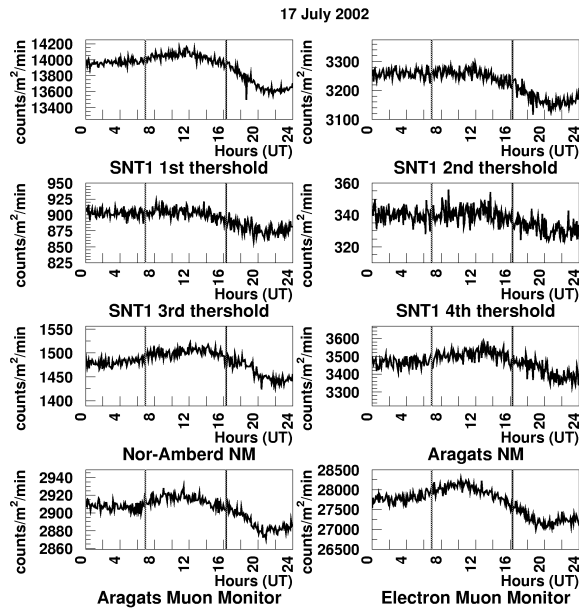 17 July 2002
counts/m²/min
14200
14000
13800
13600
13400
0 4 8 12 16 20 24
Hours (UT)
SNT1 1st thershold
counts/m²/min
3300
3200
3100
0 4 8 12 16 20 24
Hours (UT)
SNT1 2nd thershold
counts/m²/min
950
925
900
875
850
825
0 4 8 12 16 20 24
Hours (UT)
SNT1 3rd thershold
counts/m²/min
360
340
320
0 4 8 12 16 20 24
Hours (UT)
SNT1 4th thershold
counts/m²/min
1550
1500
1450
1400
0 4 8 12 16 20 24
Hours (UT)
Nor-Amberd NM
counts/m²/min
3600
3500
3400
3300
0 4 8 12 16 20 24
Hours (UT)
Aragats NM
counts/m²/min
2940
2920
2900
2880
2860
0 4 8 12 16 20 24
Hours (UT)
Aragats Muon Monitor
counts/m²/min
28500
28000
27500
27000
26500
0 4 8 12 16 20 24
Hours (UT)
Electron Muon Monitor